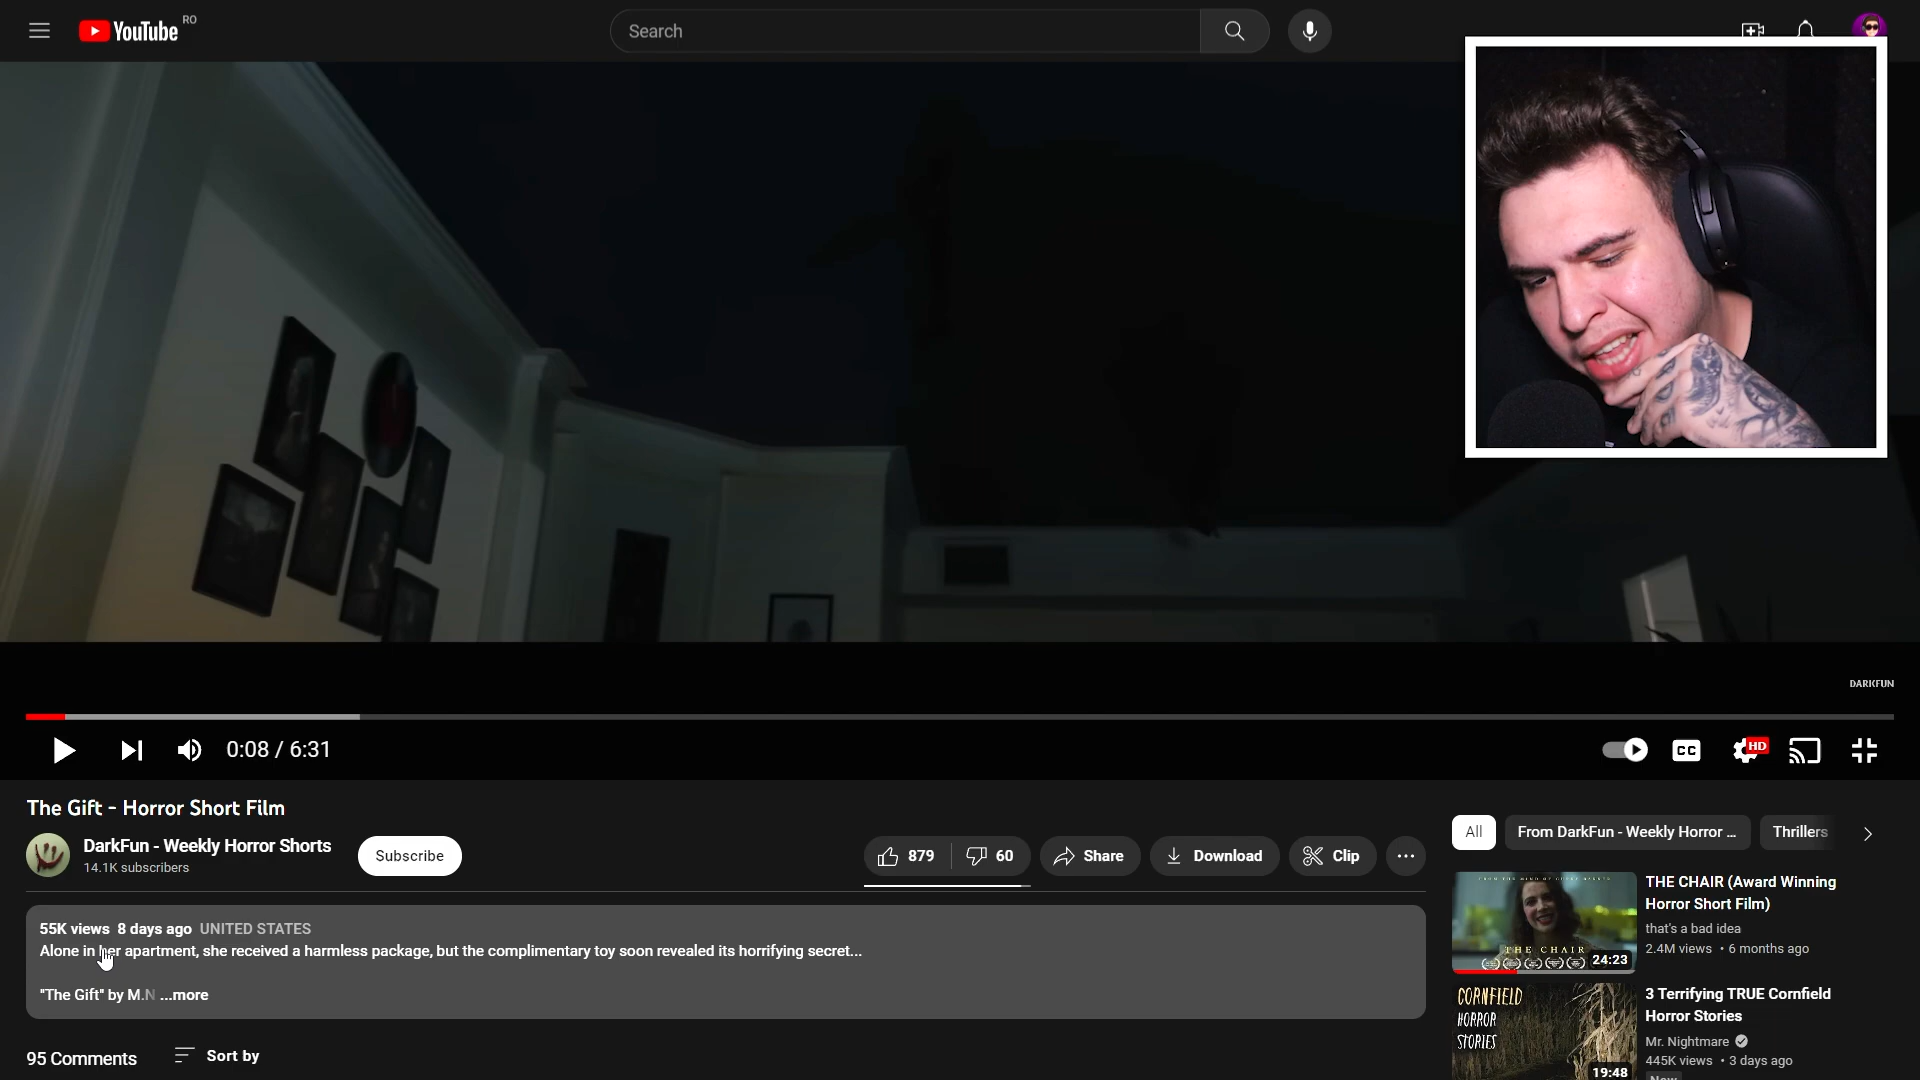 YouTube RO
Search
DARKFUN
0:08 / 6:31
CC
HD
The Gift - Horror Short Film
DarkFun - Weekly Horror Shorts
14.1K subscribers
Subscribe
879
60
Share
Download
Clip
55K views 8 days ago UNITED STATES
Alone in her apartment, she received a harmless package, but the complimentary toy soon revealed its horrifying secret...
"The Gift" by M.N ...more
95 Comments
Sort by
All
From DarkFun - Weekly Horror ...
Thrillers
THE CHAIR
24:23
THE CHAIR (Award Winning
Horror Short Film)
that's a bad idea
2.4M views • 6 months ago
CORNFIELD
HORROR
STORIES
19:48
3 Terrifying TRUE Cornfield
Horror Stories
Mr. Nightmare
445K views • 3 days ago
New